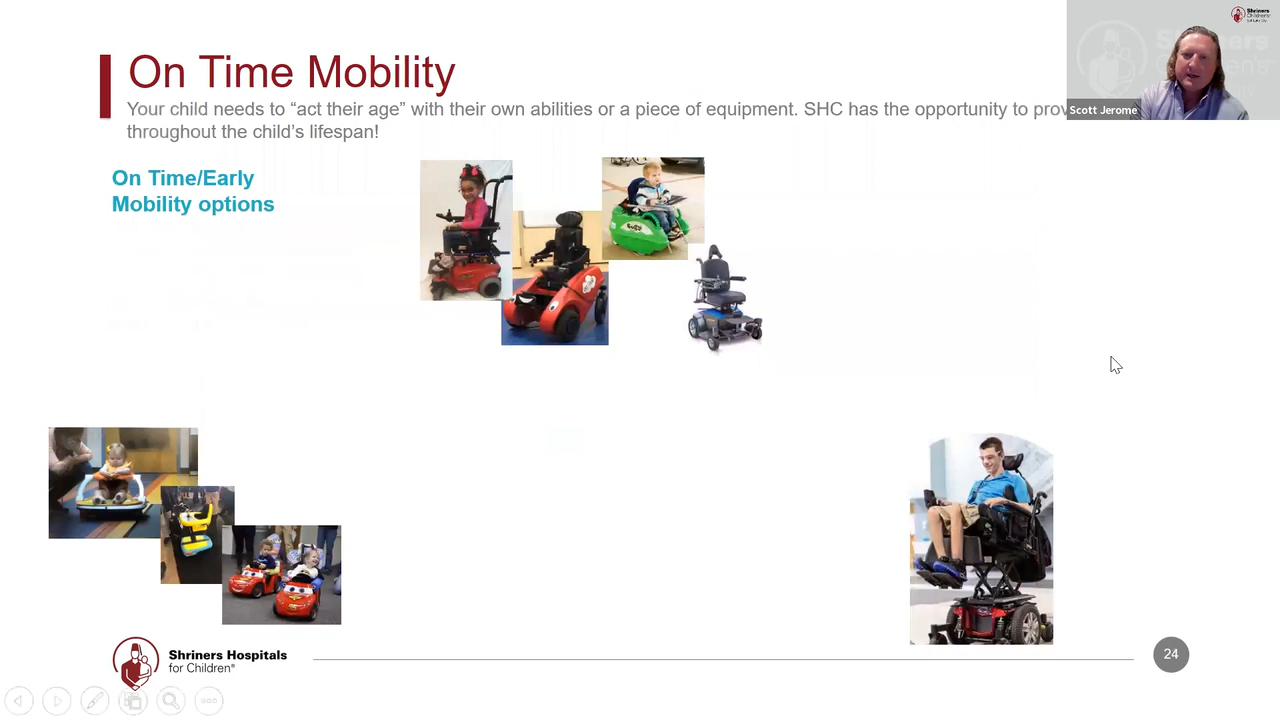 On Time Mobility
Your child needs to “act their age” with their own abilities or a piece of equipment. SHC has the opportunity to prov
throughout the child’s lifespan!
On Time/Early
Mobility options
Scott Jerome
Shriners
Children's
Shriners Hospitals
for Children®
24